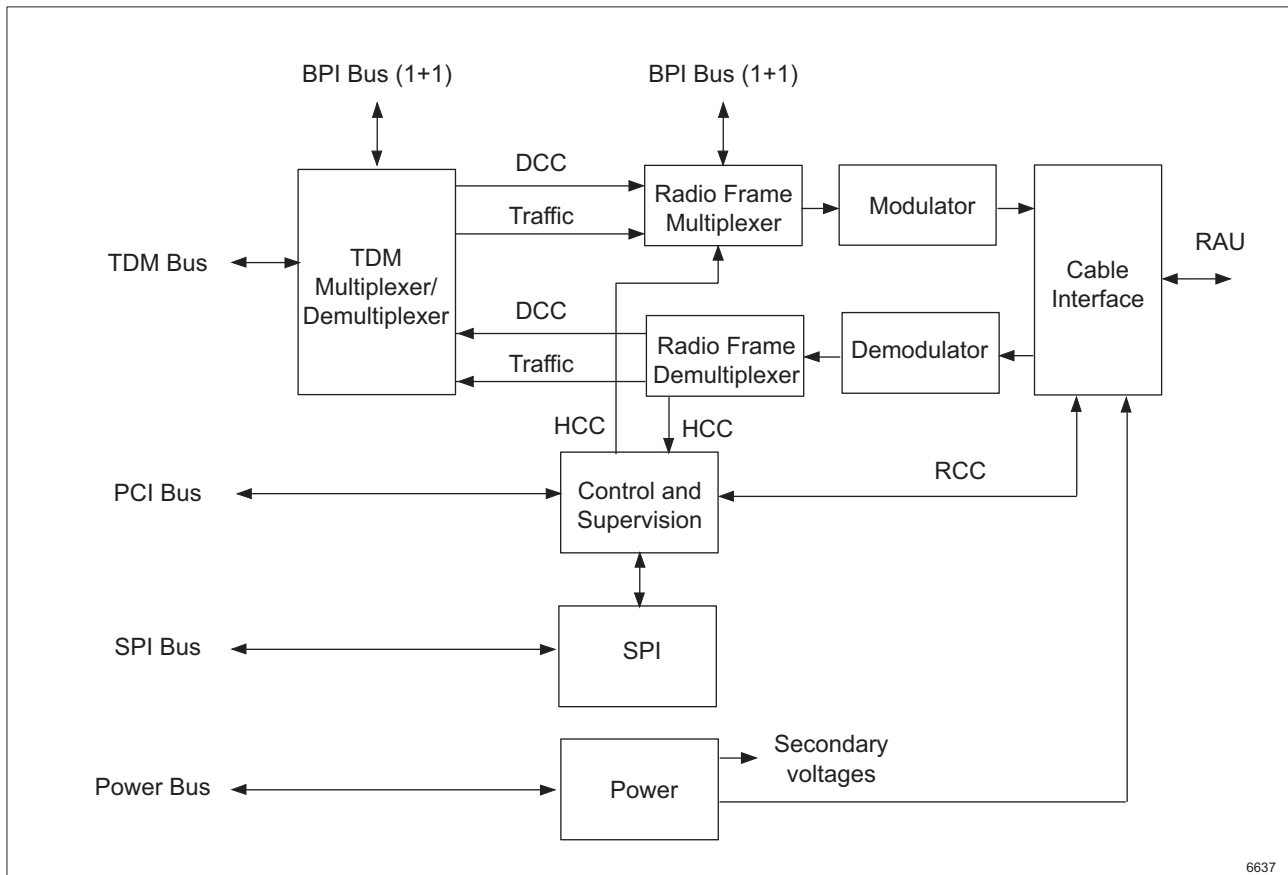 BPI Bus (1+1)
BPI Bus (1+1)
DCC
Radio Frame
Multiplexer
Modulator
Traffic
RAU
TDM Bus
TDM
Multiplexer/
Demultiplexer
Cable
Interface
DCC
Radio Frame
Demultiplexer
Demodulator
Traffic
HCC
HCC
RCC
PCI Bus
Control and
Supervision
SPI Bus
SPI
Secondary
voltages
Power Bus
Power
6637